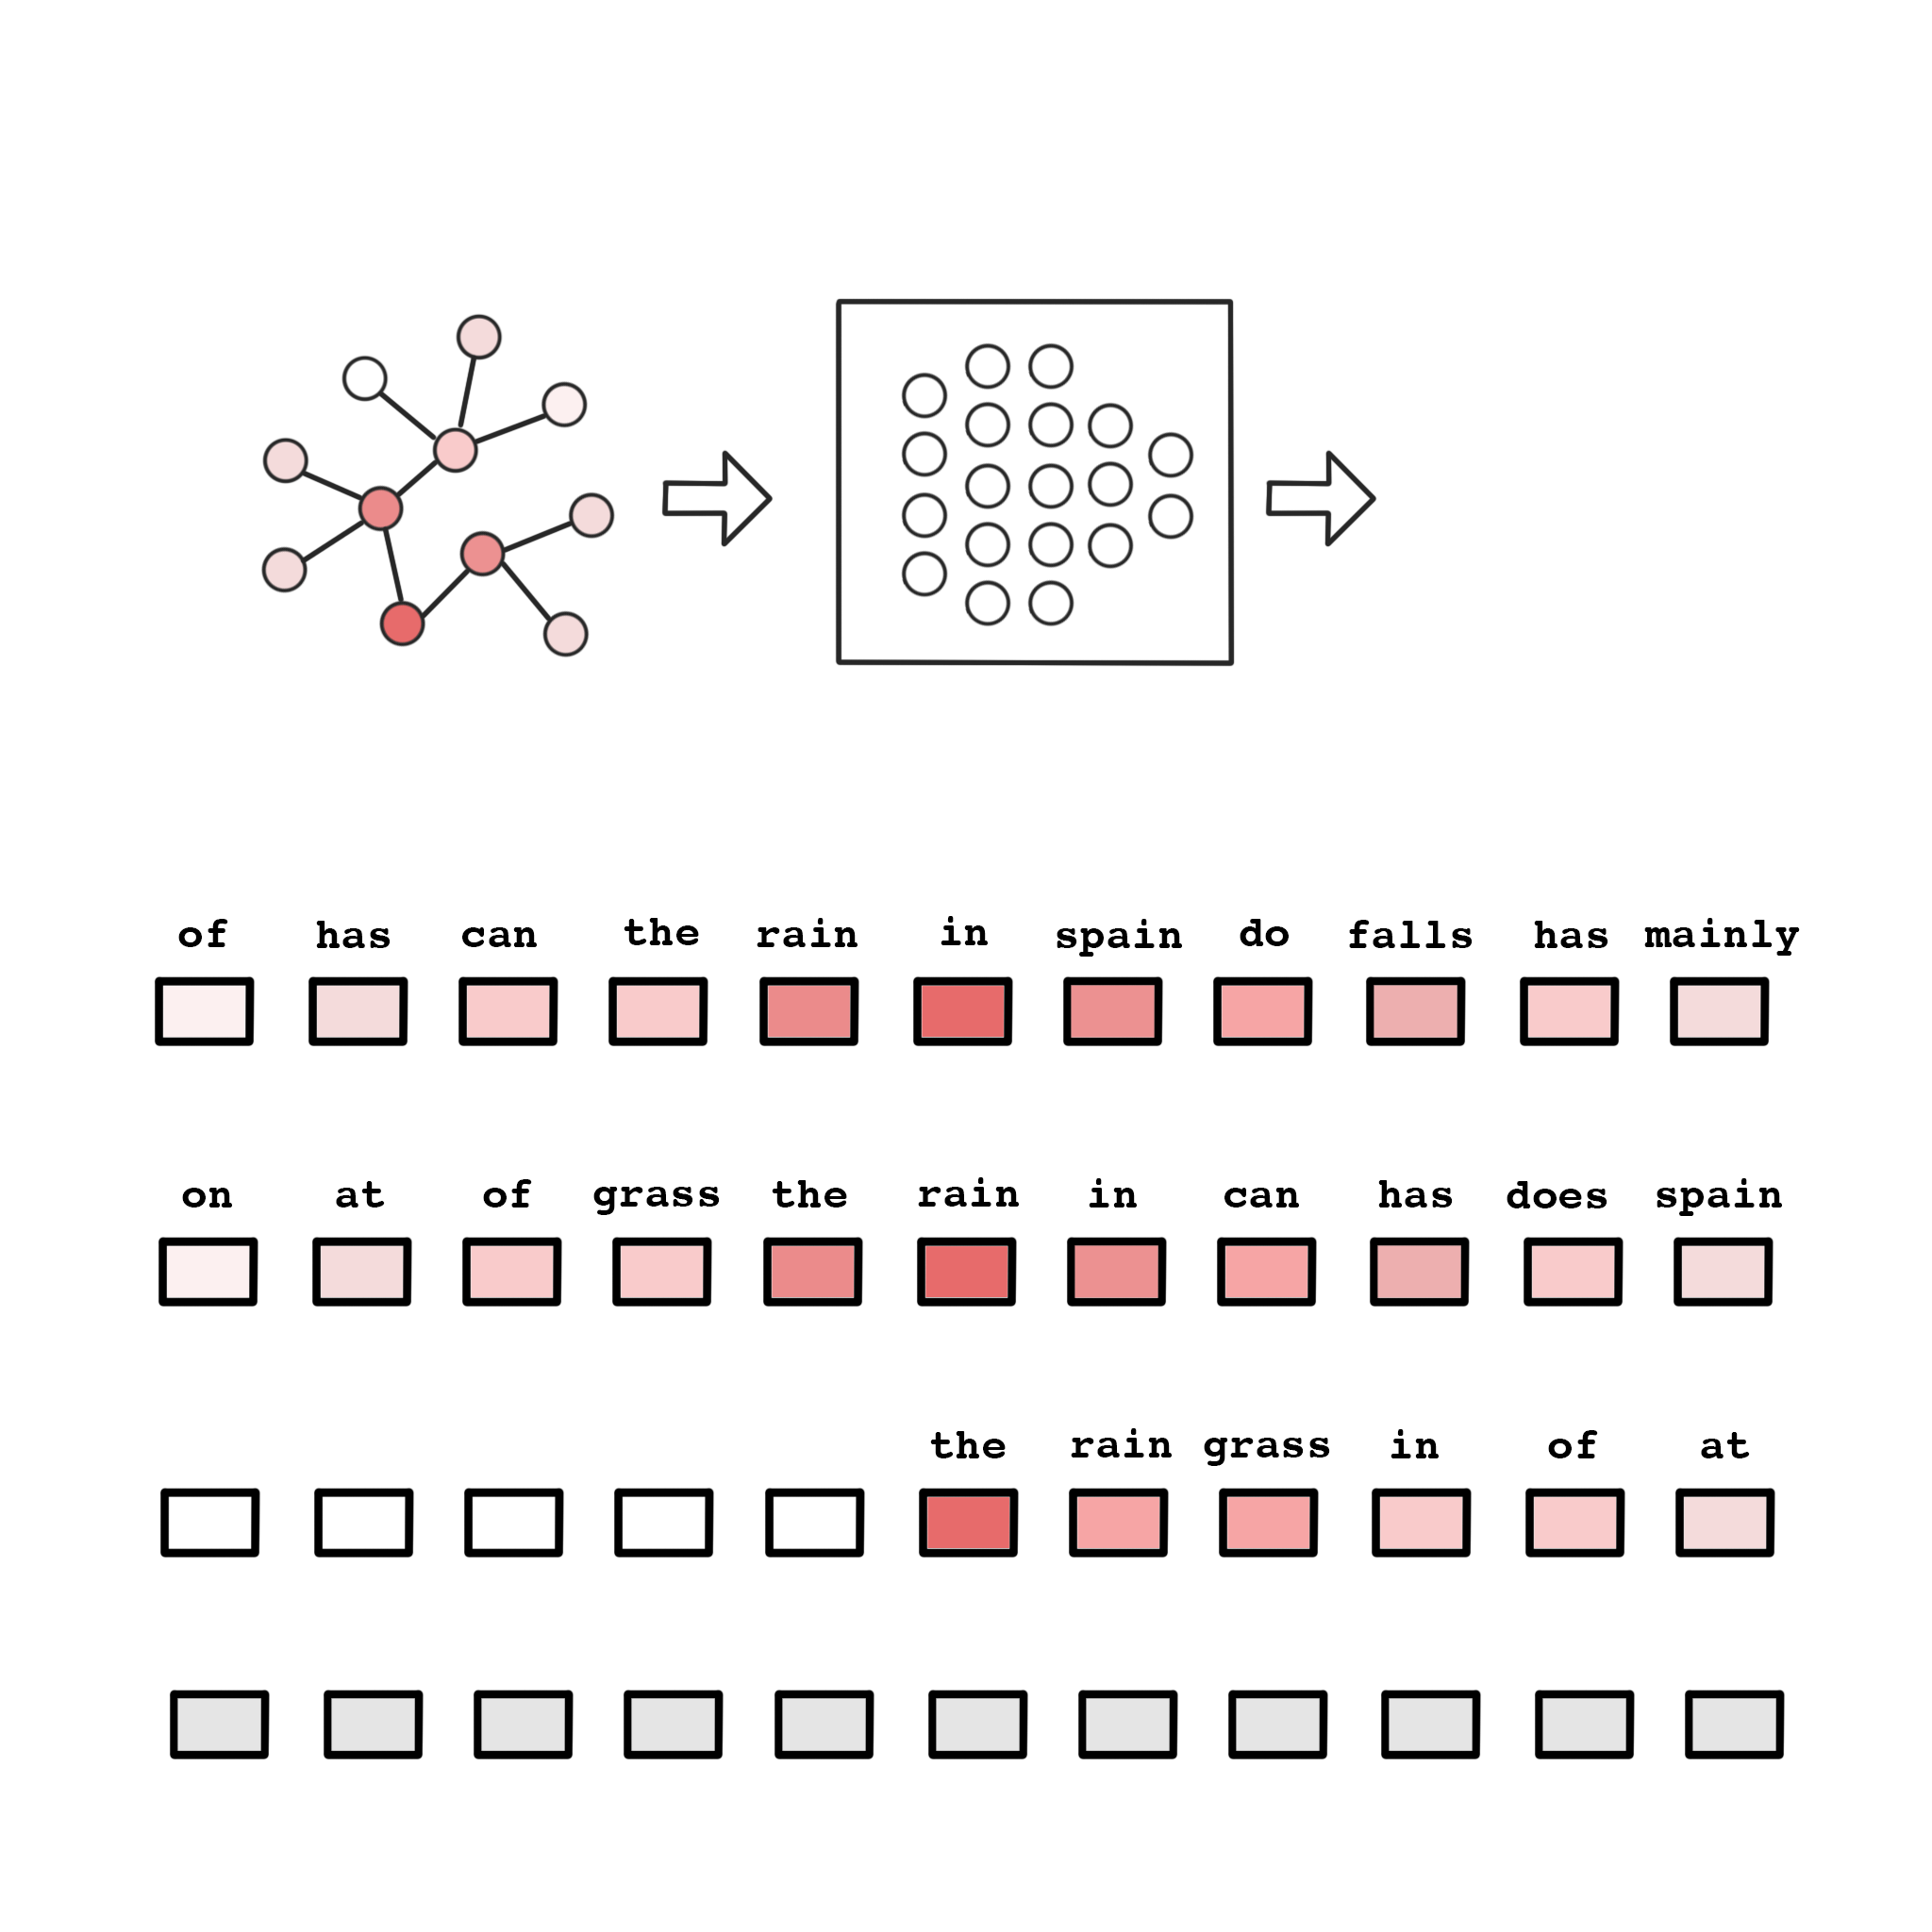 of has can the rain in spain do falls has mainly
on at of grass the rain in can has does spain
the rain grass in of at